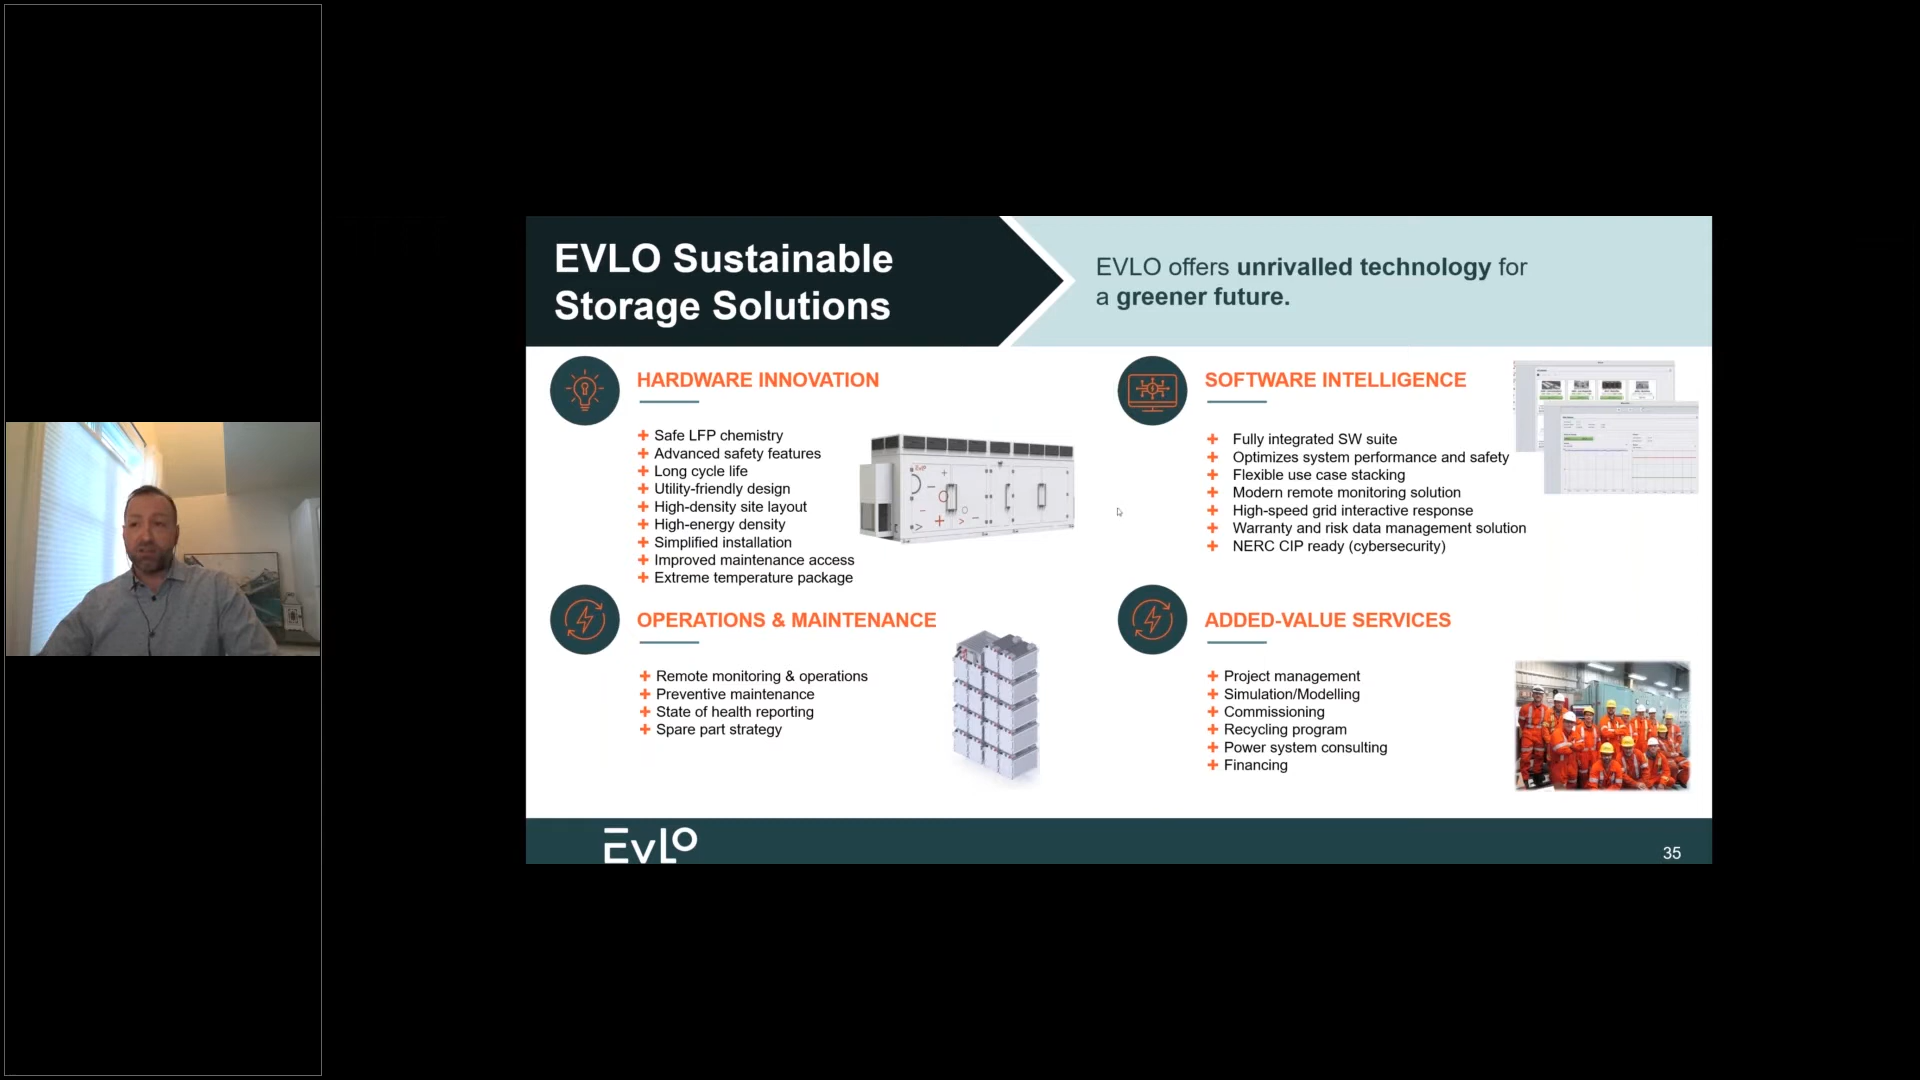 EVLO Sustainable
Storage Solutions
EVLO offers unrivalled technology for
a greener future.
HARDWARE INNOVATION
Safe LFP chemistry
Advanced safety features
Long cycle life
Utility-friendly design
High-density site layout
High-energy density
Simplified installation
Improved maintenance access
Extreme temperature package
SOFTWARE INTELLIGENCE
Fully integrated SW suite
Optimizes system performance and safety
Flexible use case stacking
Modern remote monitoring solution
High-speed grid interactive response
Warranty and risk data management solution
NERC CIP ready (cybersecurity)
OPERATIONS & MAINTENANCE
Remote monitoring & operations
Preventive maintenance
State of health reporting
Spare part strategy
ADDED-VALUE SERVICES
Project management
Simulation/Modelling
Commissioning
Recycling program
Power system consulting
Financing
EVLO
35